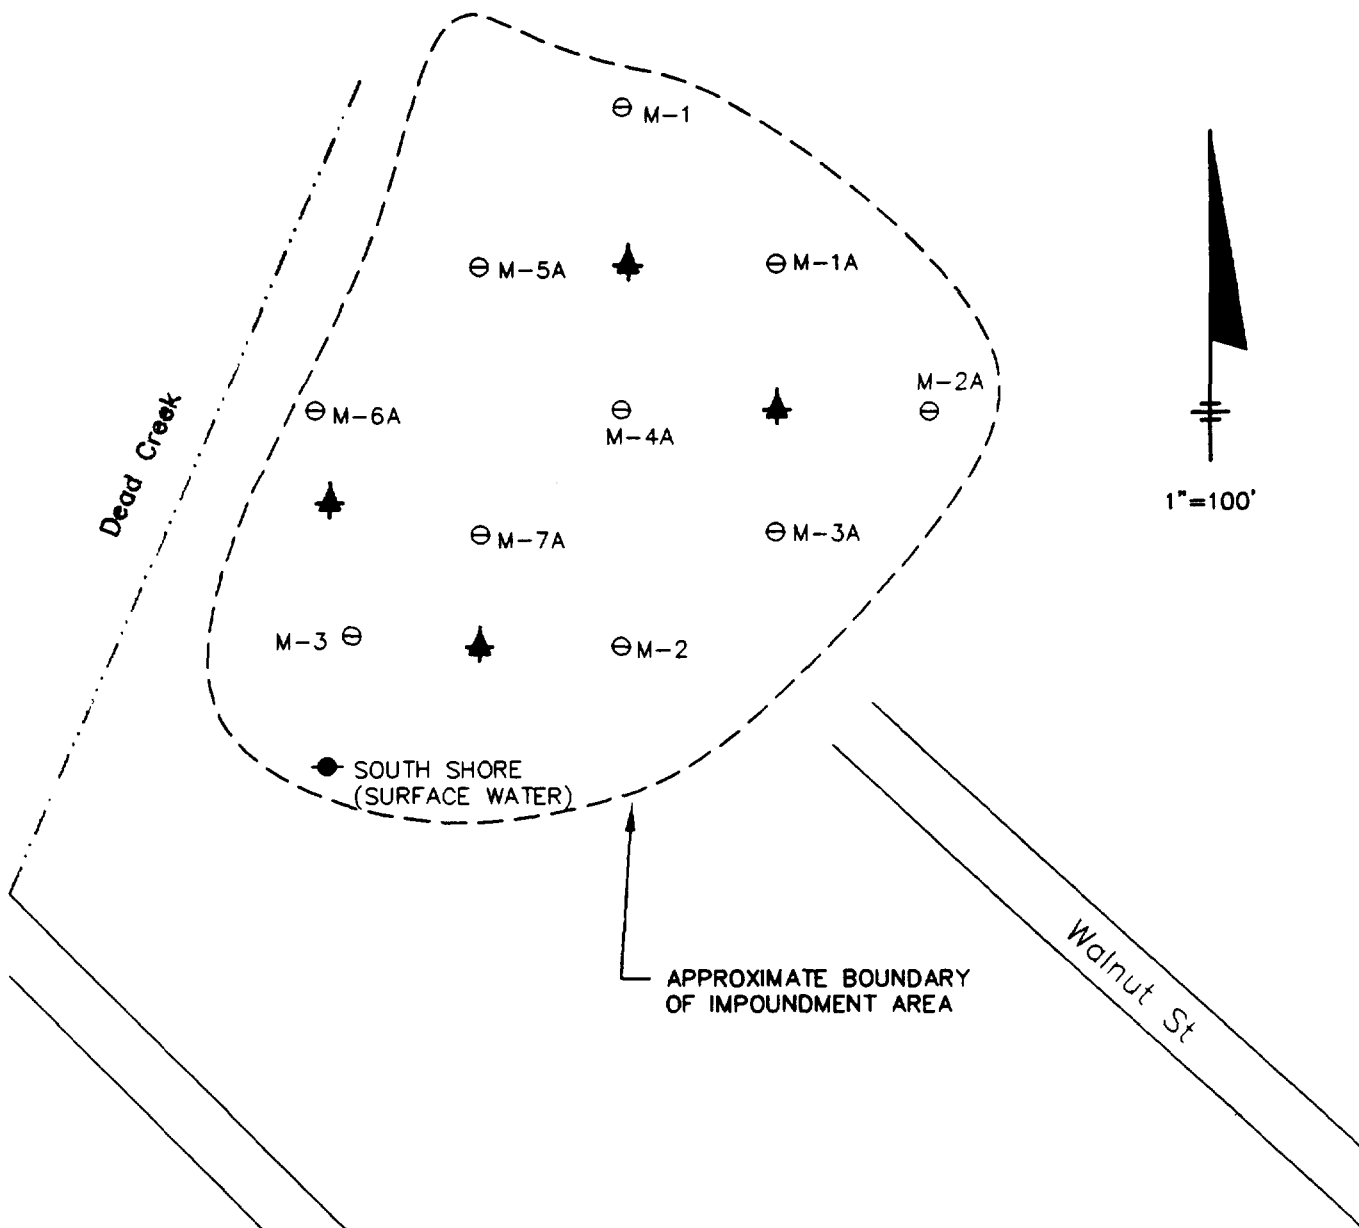 M-1
M-5A
M-1A
M-2A
M-6A
M-4A
Dead Creek
1"=100'
M-7A
M-3A
M-3
M-2
SOUTH SHORE
(SURFACE WATER)
APPROXIMATE BOUNDARY
OF IMPOUNDMENT AREA
Walnut St